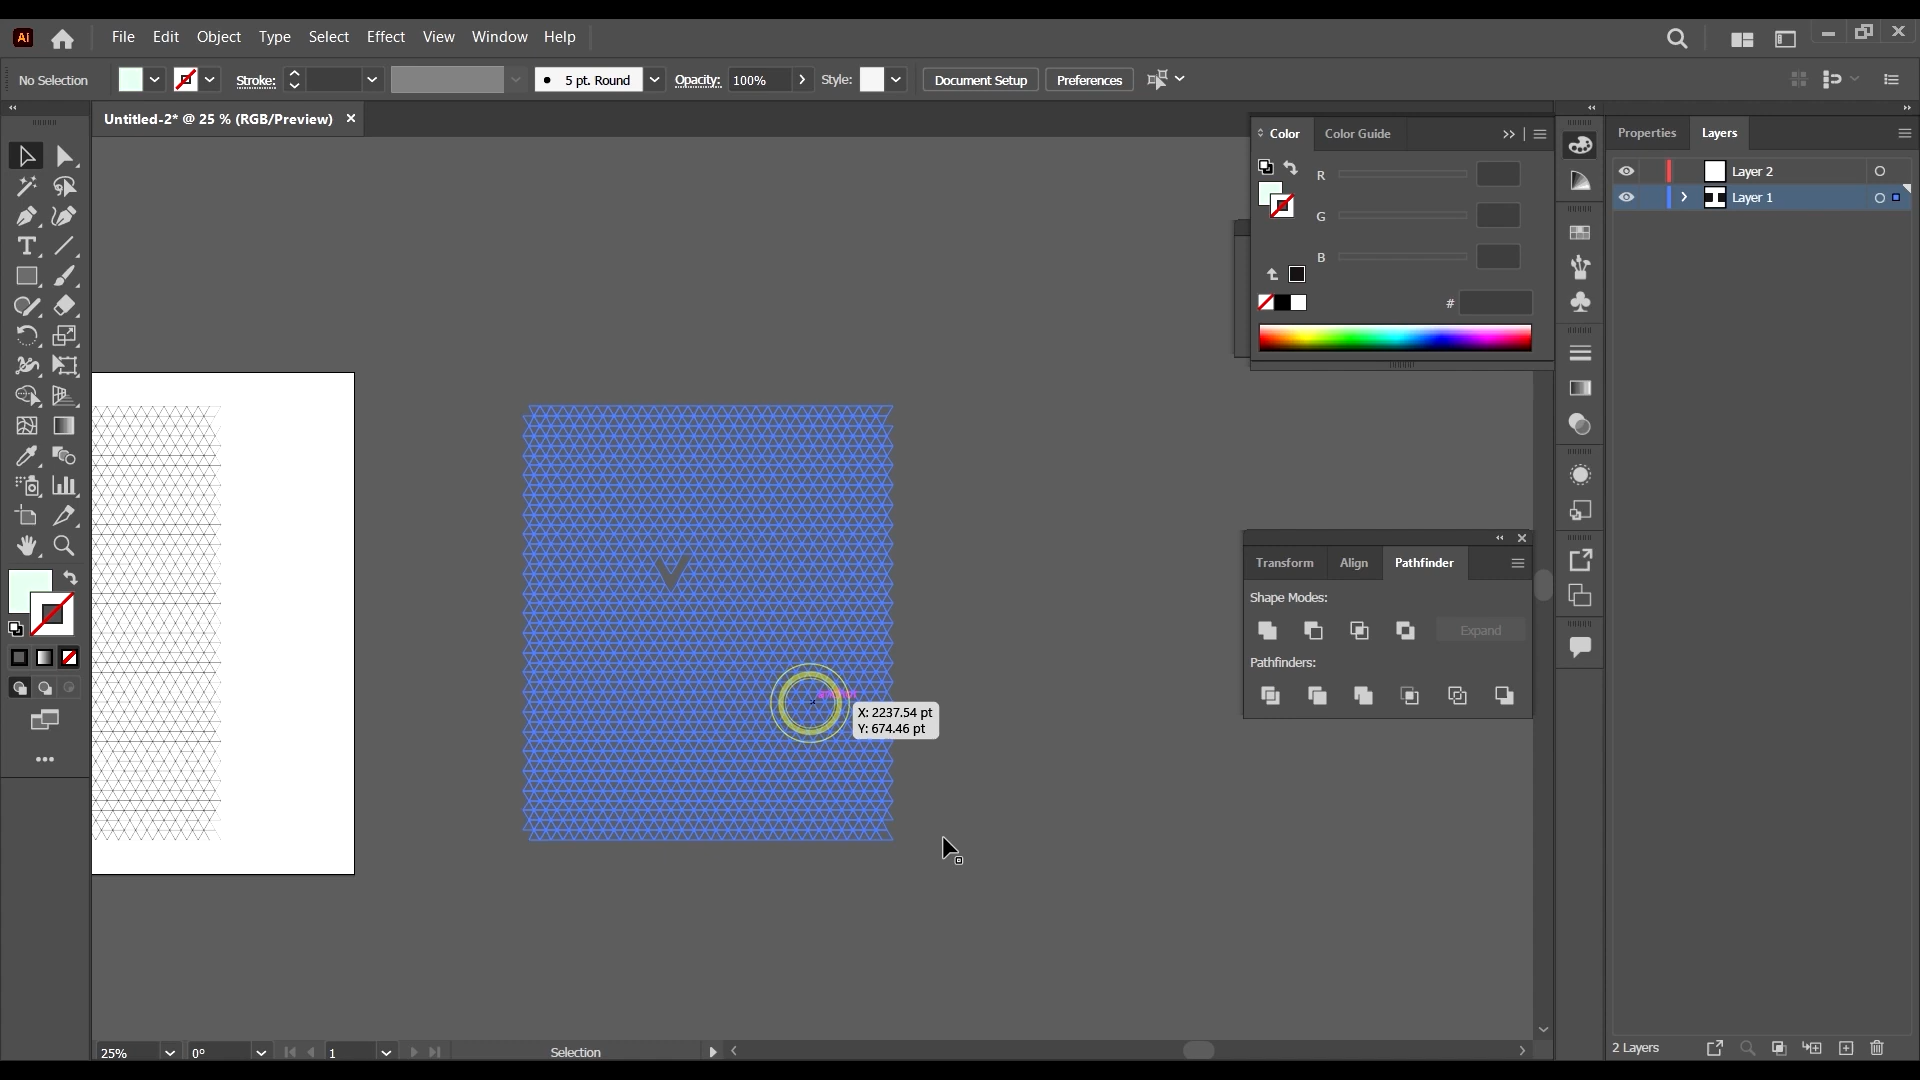 Ai File Edit Object Type Select Effect View Window Help
No Selection Stroke: 5 pt. Round Opacity: 100% Style: Document Setup Preferences
Untitled-2* @ 25 % (RGB/Preview)
Color Color Guide
R
G
B
#
Properties Layers
Layer 2
Layer 1
X: 2237.54 pt
Y: 674.46 pt
Transform Align Pathfinder
Shape Modes:
Expand
Pathfinders:
25% 0° 1 Selection
2 Layers